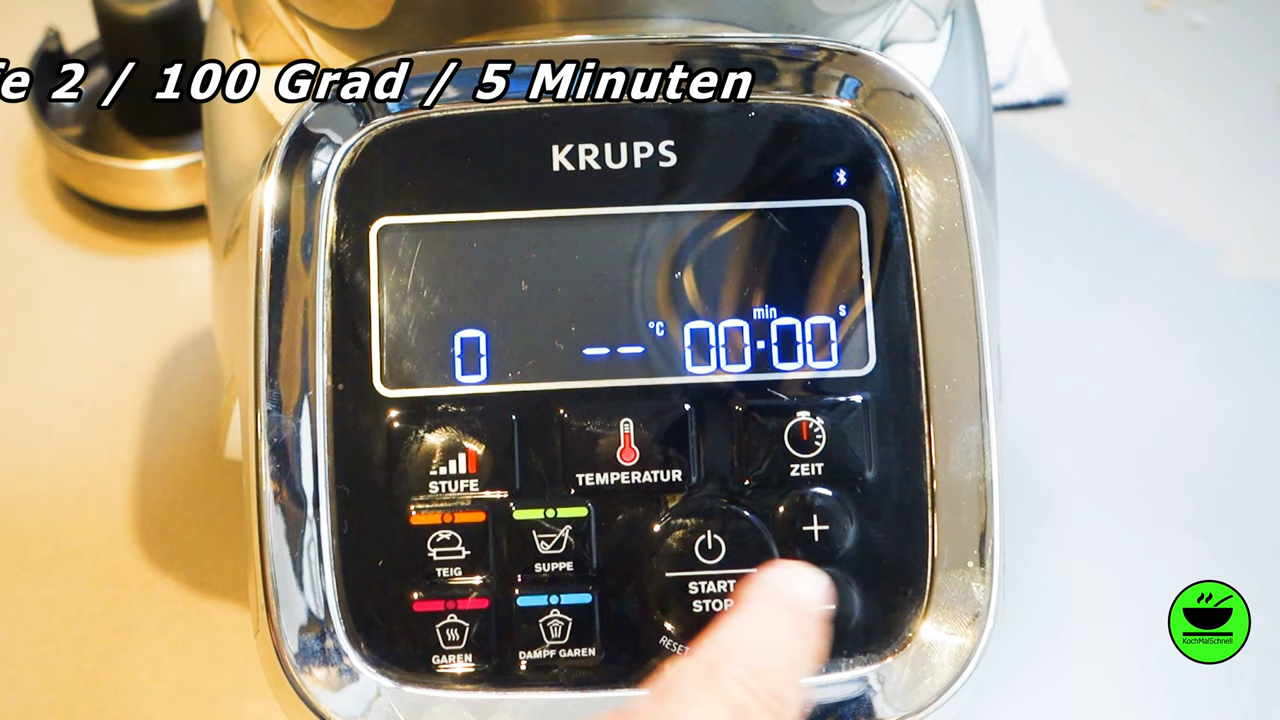 e 2 / 100 Grad / 5 Minuten
KRUPS
0 -- °C 00:00 min s
STUFE
TEMPERATUR
ZEIT
TEIG
SUPPE
START
STOP
GAREN
DAMPF GAREN
RESET
KochMalSchnell